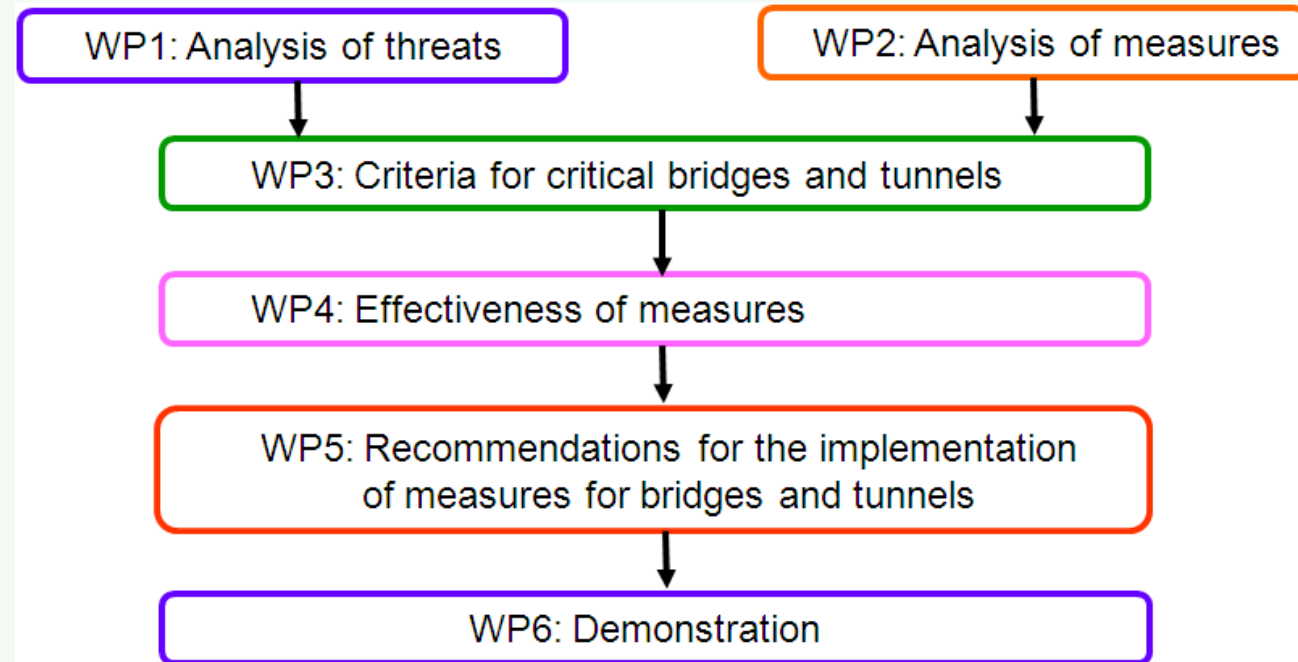 WP1: Analysis of threats
WP2: Analysis of measures
WP3: Criteria for critical bridges and tunnels
WP4: Effectiveness of measures
WP5: Recommendations for the implementation
of measures for bridges and tunnels
WP6: Demonstration